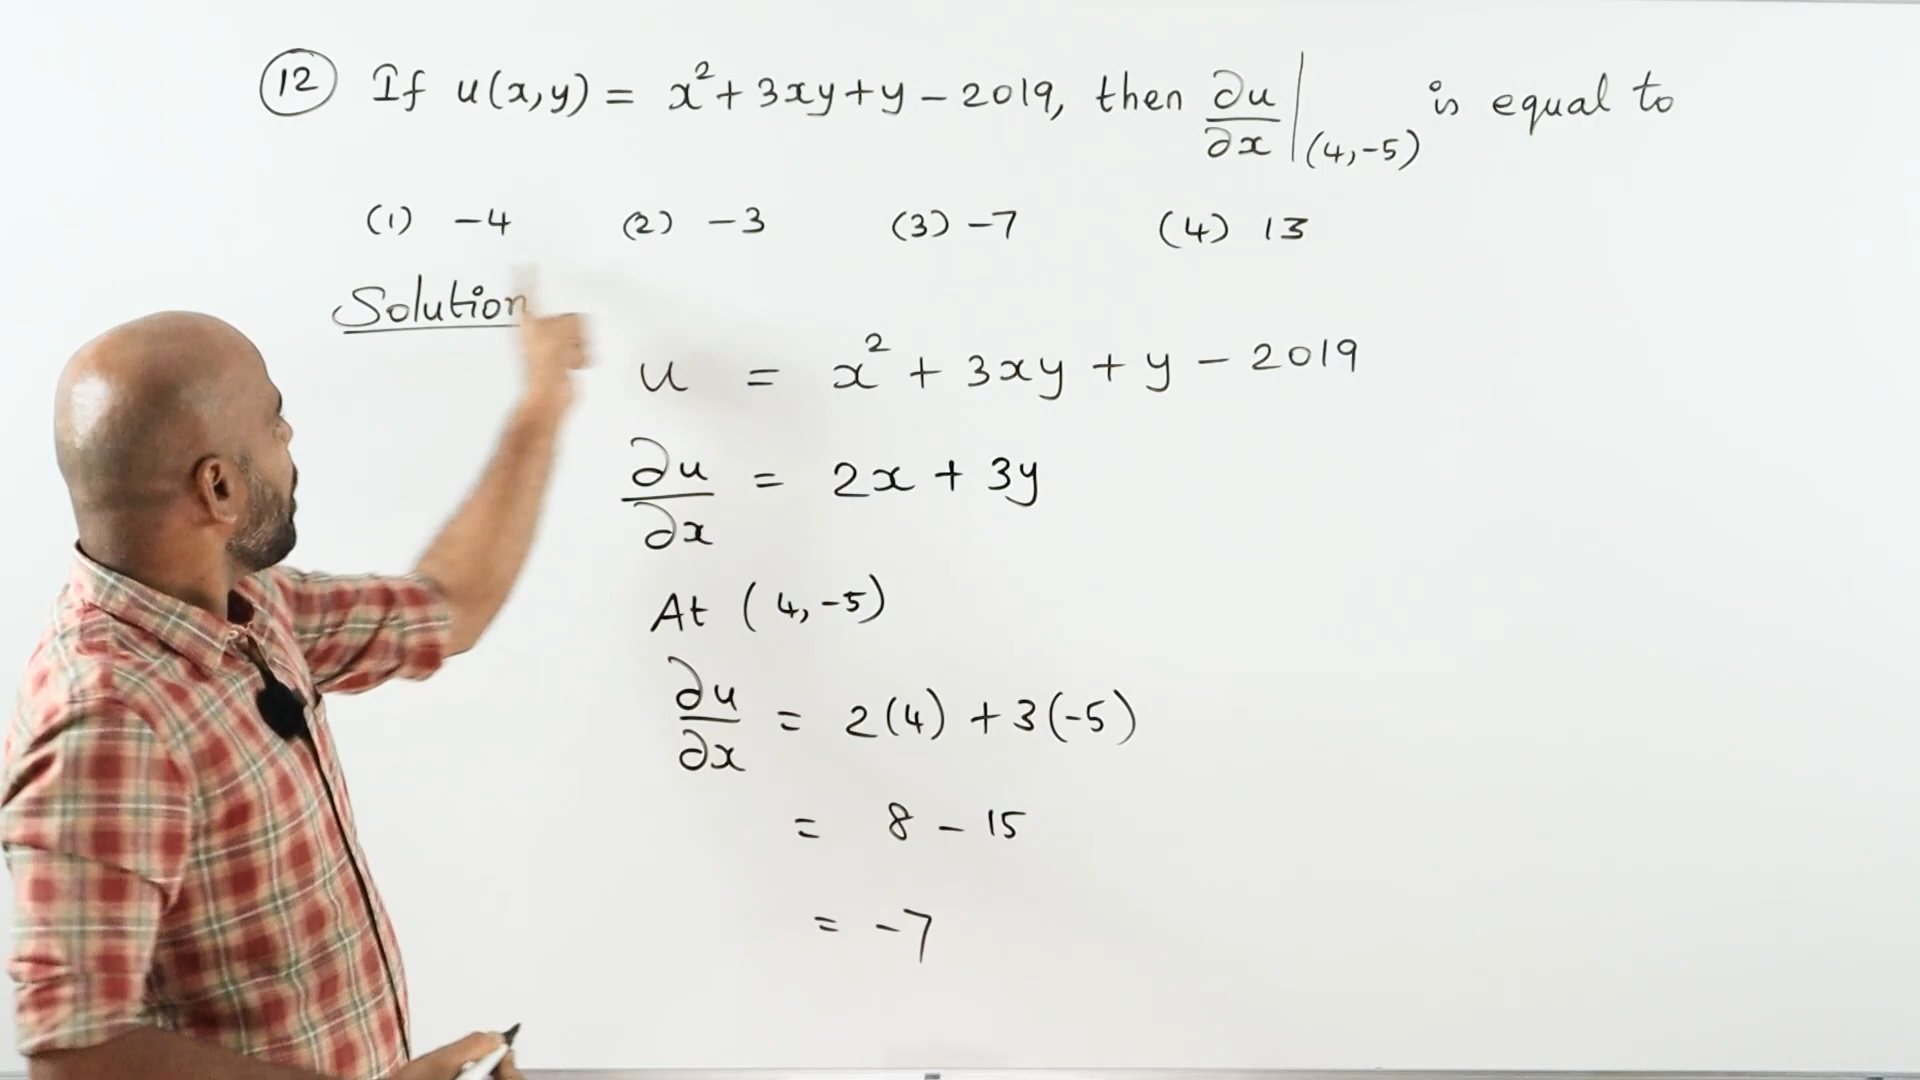 (12) If u(x,y) = x² + 3xy + y – 2019, then ∂u/∂x |(4,-5) is equal to
(1) -4 (2) -3 (3) -7 (4) 13
Solution
u = x² + 3xy + y – 2019
∂u/∂x = 2x + 3y
At (4,-5)
∂u/∂x = 2(4) + 3(-5)
= 8 - 15
= -7